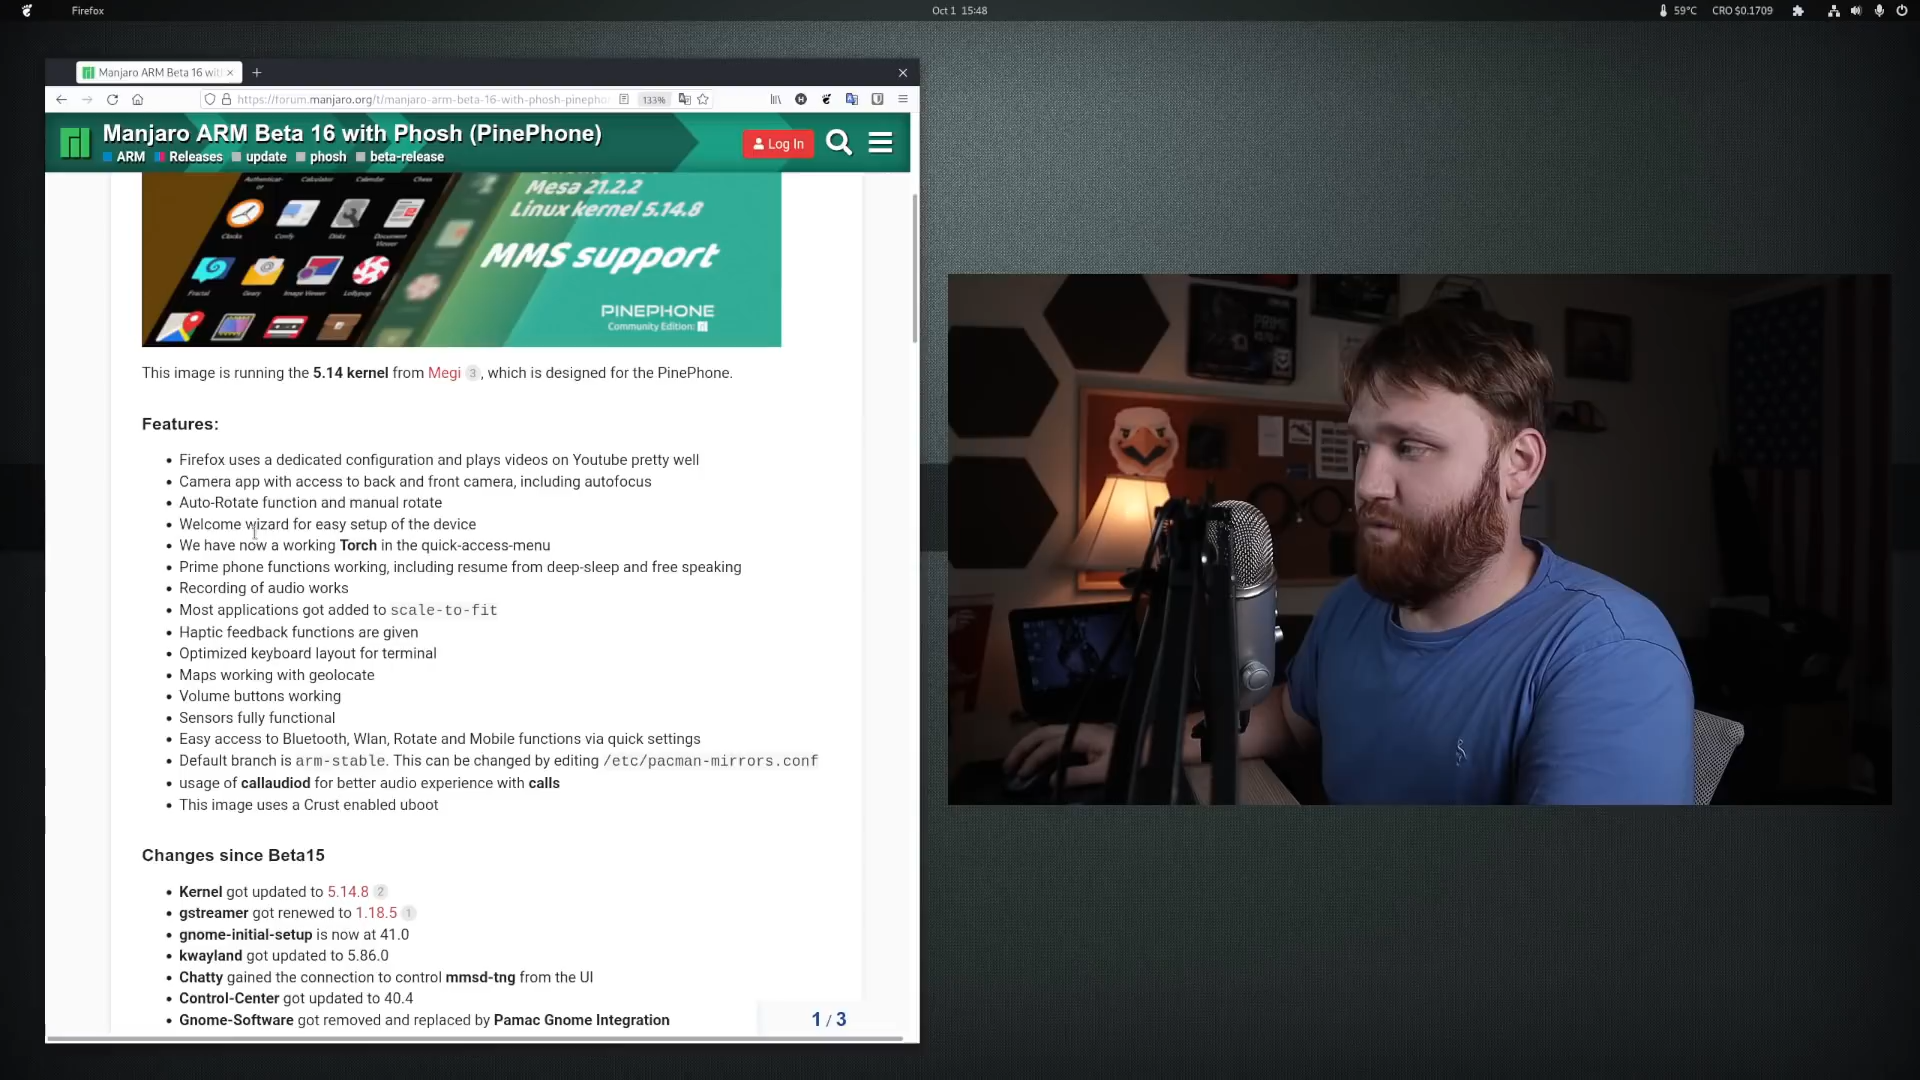 Firefox
Oct 1 15:48
59°C
CRO $0.1709
Manjaro ARM Beta 16 wit
https://forum.manjaro.org/t/manjaro-arm-beta-16-with-phosh-pinepho
133%
Manjaro ARM Beta 16 with Phosh (PinePhone)
ARM Releases update phosh beta-release
Log In
Calculator Calendar Chess
Mesa 21.2.2
Linux kernel 5.14.8
Clocks Disks Document
Viewer
MMS support
Fractal Geary Image Viewer Lollypop
PINEPHONE
Community Edition:
This image is running the 5.14 kernel from Megi 3 , which is designed for the PinePhone.
Features:
Firefox uses a dedicated configuration and plays videos on Youtube pretty well
Camera app with access to back and front camera, including autofocus
Auto-Rotate function and manual rotate
Welcome wizard for easy setup of the device
We have now a working Torch in the quick-access-menu
Prime phone functions working, including resume from deep-sleep and free speaking
Recording of audio works
Most applications got added to scale-to-fit
Haptic feedback functions are given
Optimized keyboard layout for terminal
Maps working with geolocate
Volume buttons working
Sensors fully functional
Easy access to Bluetooth, Wlan, Rotate and Mobile functions via quick settings
Default branch is arm-stable. This can be changed by editing /etc/pacman-mirrors.conf
usage of callaudiod for better audio experience with calls
This image uses a Crust enabled uboot
Changes since Beta15
Kernel got updated to 5.14.8 2
gstreamer got renewed to 1.18.5 1
gnome-initial-setup is now at 41.0
kwayland got updated to 5.86.0
Chatty gained the connection to control mmsd-tng from the UI
Control-Center got updated to 40.4
Gnome-Software got removed and replaced by Pamac Gnome Integration
1 / 3
PRIME